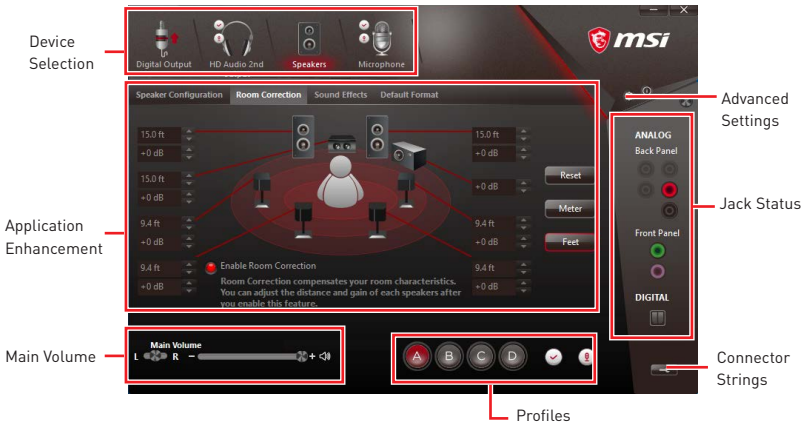 Device
Selection
Digital Output
HD Audio 2nd
Speakers
Microphone
msi
Speaker Configuration
Room Correction
Sound Effects
Default Format
15.0 ft
+0 dB
15.0 ft
+0 dB
9.4 ft
+0 dB
9.4 ft
+0 dB
15.0 ft
+0 dB
+0 dB
9.4 ft
+0 dB
9.4 ft
+0 dB
Reset
Meter
Feet
Enable Room Correction
Room Correction compensates your room characteristics.
You can adjust the distance and gain of each speakers after
you enable this feature.
Application
Enhancement
Advanced
Settings
ANALOG
Back Panel
Front Panel
DIGITAL
Jack Status
Main Volume
Main Volume
L R - +
A B C D
Profiles
Connector
Strings